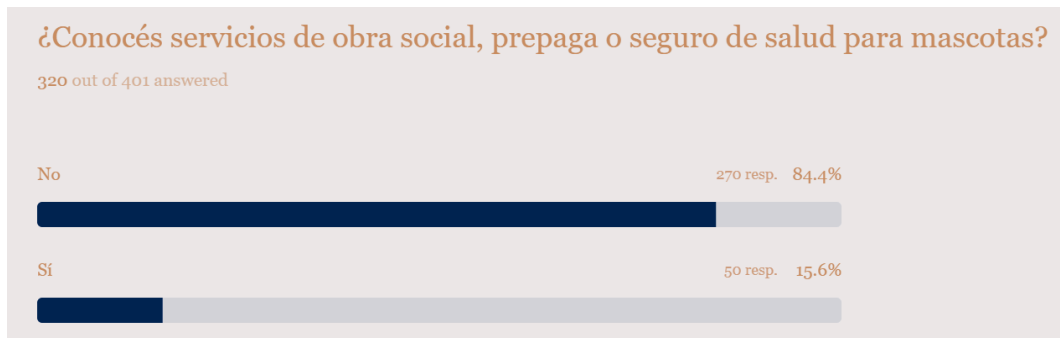 ¿Conocés servicios de obra social, prepaga o seguro de salud para mascotas?
320 out of 401 answered
No 270 resp. 84.4%
Sí 50 resp. 15.6%